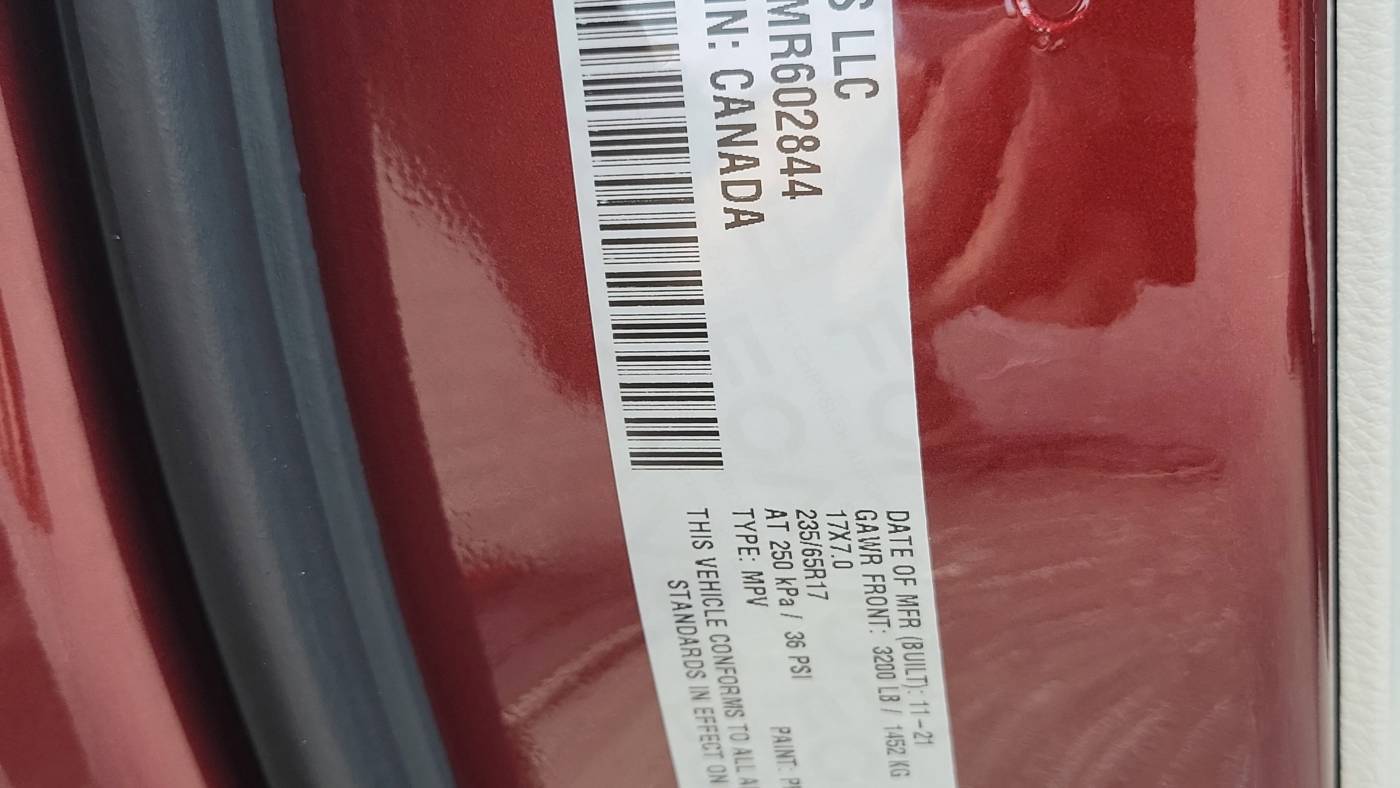 S LLC
MR602844
IN: CANADA
DATE OF MFR (BUILT): 11-21
GAWR FRONT: 3200 LB / 1452 KG
17X7.0
235/65R17
AT 250 kPa / 36 PSI
TYPE: MPV
PAINT:
THIS VEHICLE CONFORMS TO ALL
STANDARDS IN EFFECT ON